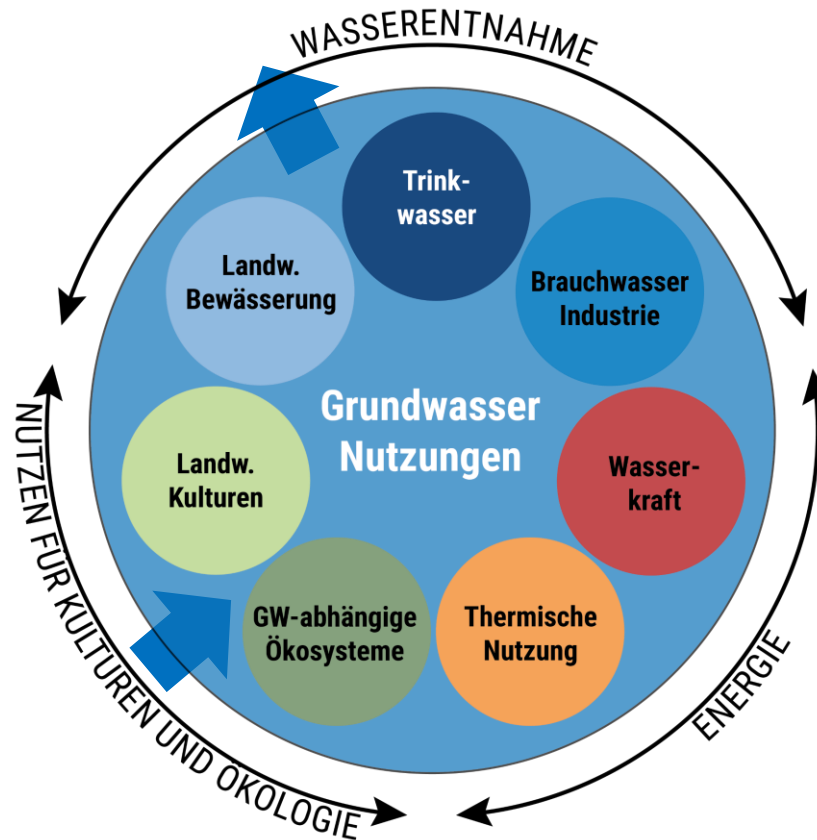 WASSERENTNAHME
Trink-
wasser
Landw.
Bewässerung
Brauchwasser
Industrie
Grundwasser
Nutzungen
Landw.
Kulturen
Wasser-
kraft
GW-abhängige
Ökosysteme
Thermische
Nutzung
NUTZEN FÜR KULTUREN UND ÖKOLOGIE
ENERGIE